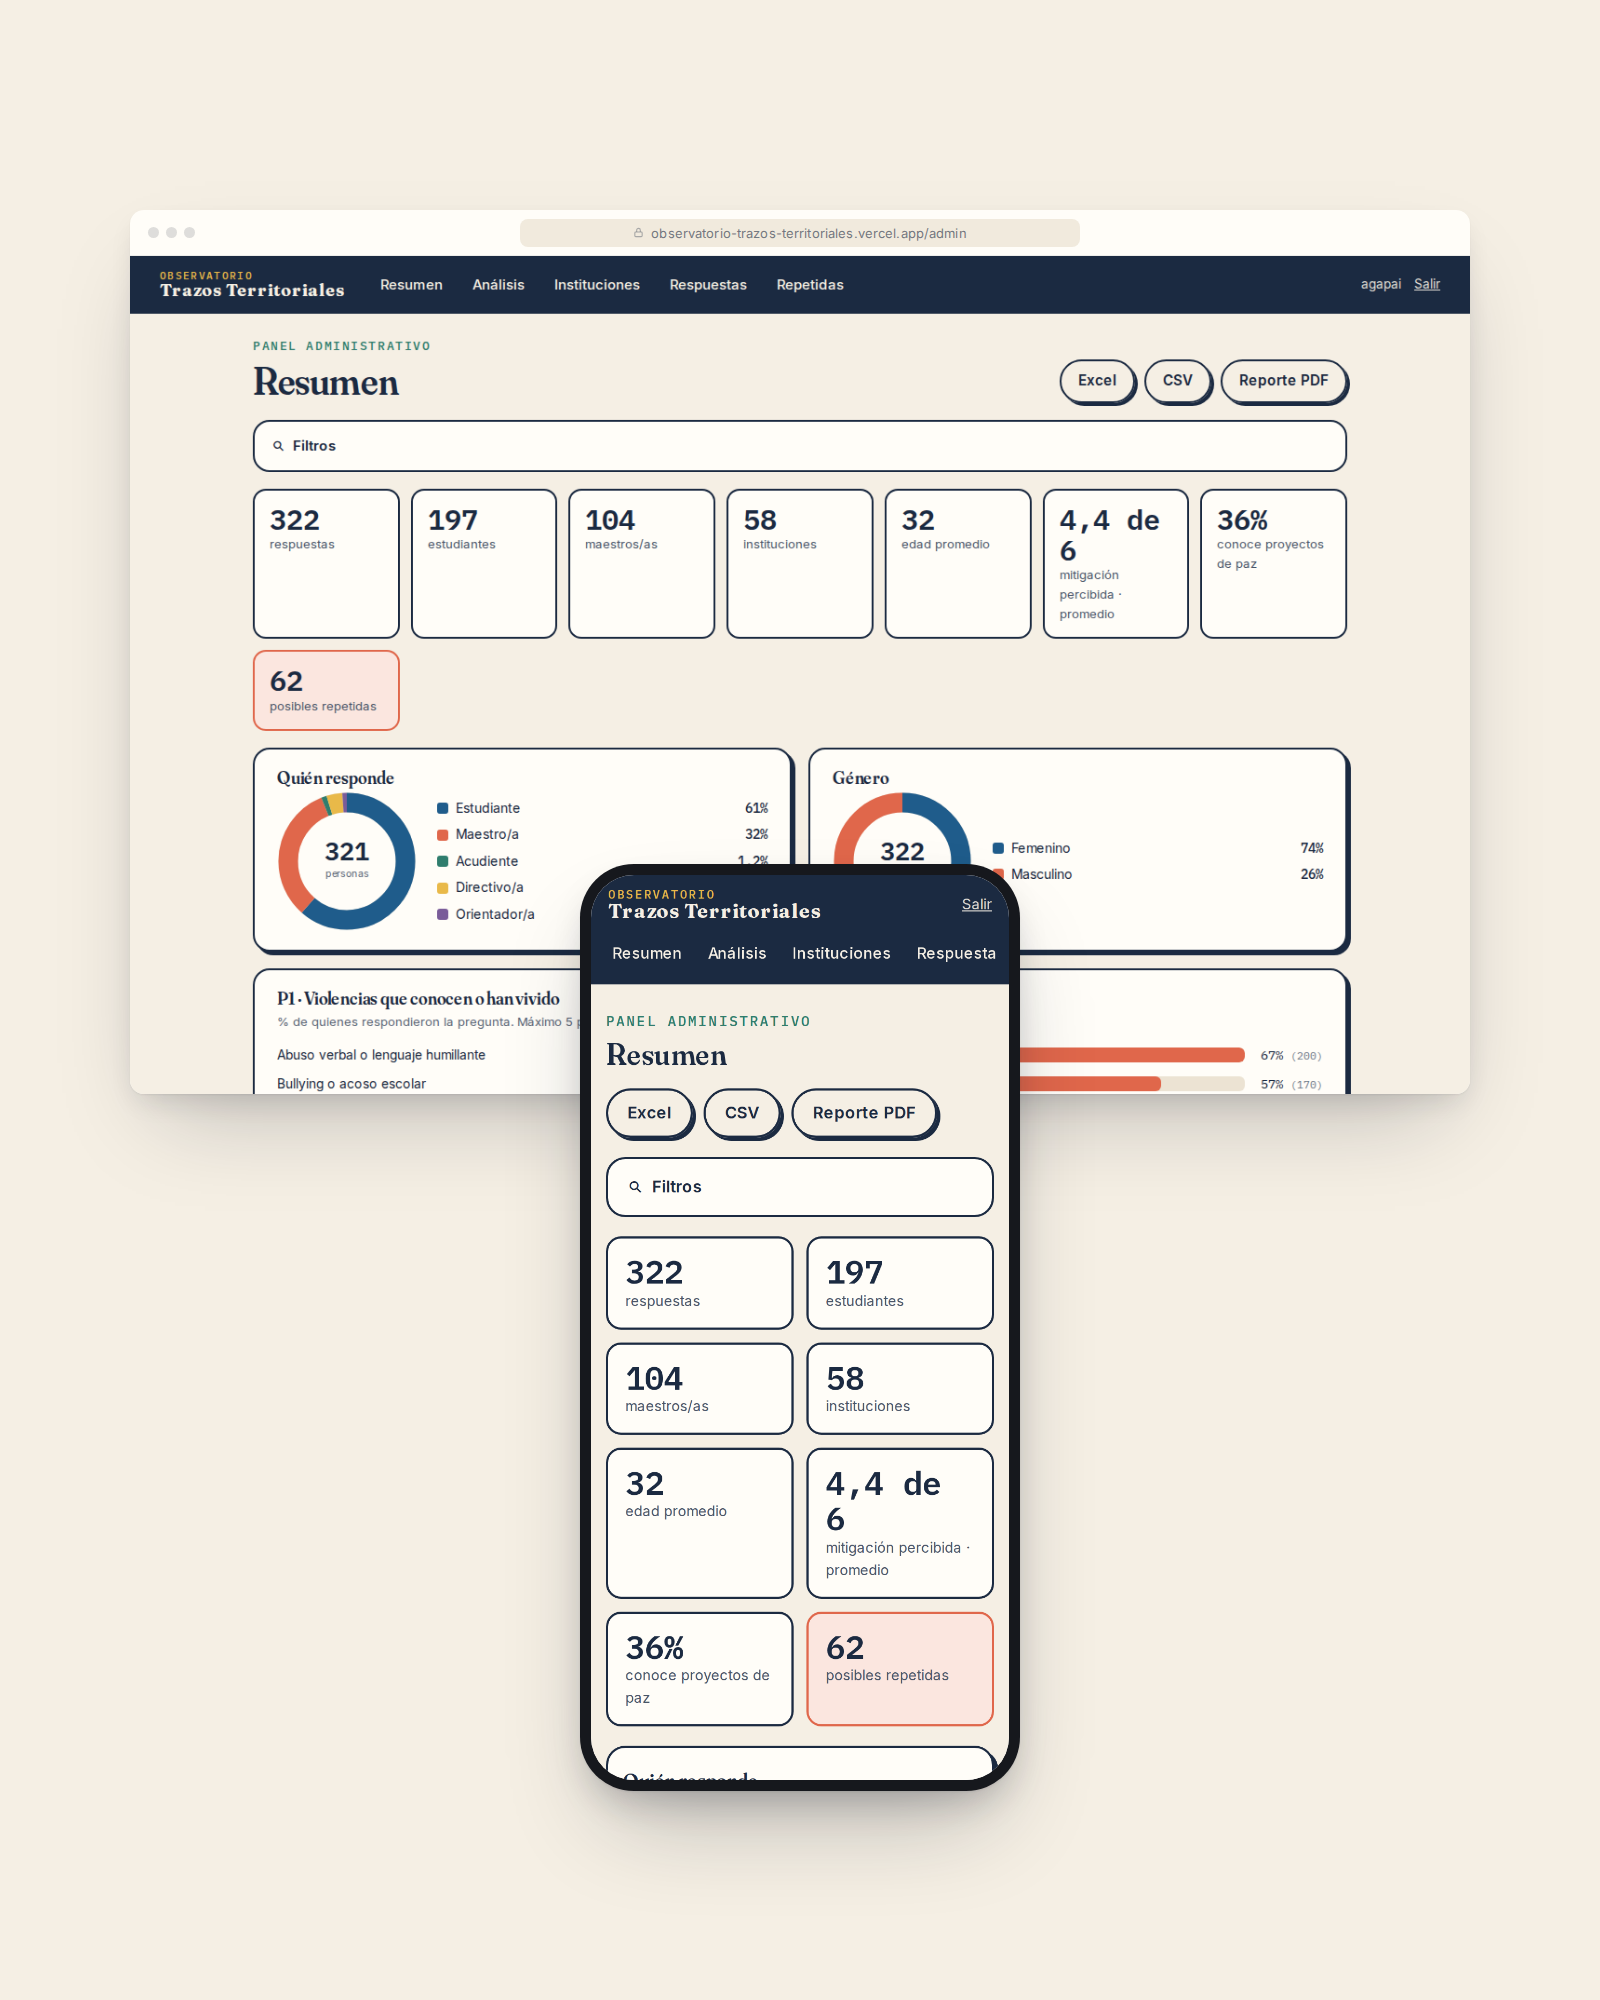 observatorio-trazos-territoriales.vercel.app/admin
OBSERVATORIO
Trazos Territoriales
Resumen Análisis Instituciones Respuestas Repetidas
agapai Salir
PANEL ADMINISTRATIVO
Resumen
Excel CSV Reporte PDF
Filtros
322
respuestas
197
estudiantes
104
maestros/as
58
instituciones
32
edad promedio
4,4 de
6
mitigación
percibida ·
promedio
36%
conoce proyectos
de paz
62
posibles repetidas
Quién responde
321
personas
Estudiante 61%
Maestro/a 32%
Acudiente 1,2%
Directivo/a
Orientador/a
Género
322
Femenino 74%
Masculino 26%
P1 · Violencias que conocen o han vivido
% de quienes respondieron la pregunta. Máximo 5
Abuso verbal o lenguaje humillante
67% (200)
Bullying o acoso escolar
57% (170)
OBSERVATORIO
Trazos Territoriales
Salir
Resumen Análisis Instituciones Respuesta
PANEL ADMINISTRATIVO
Resumen
Excel CSV Reporte PDF
Filtros
322
respuestas
197
estudiantes
104
maestros/as
58
instituciones
32
edad promedio
4,4 de
6
mitigación percibida ·
promedio
36%
conoce proyectos de
paz
62
posibles repetidas
Quién responde